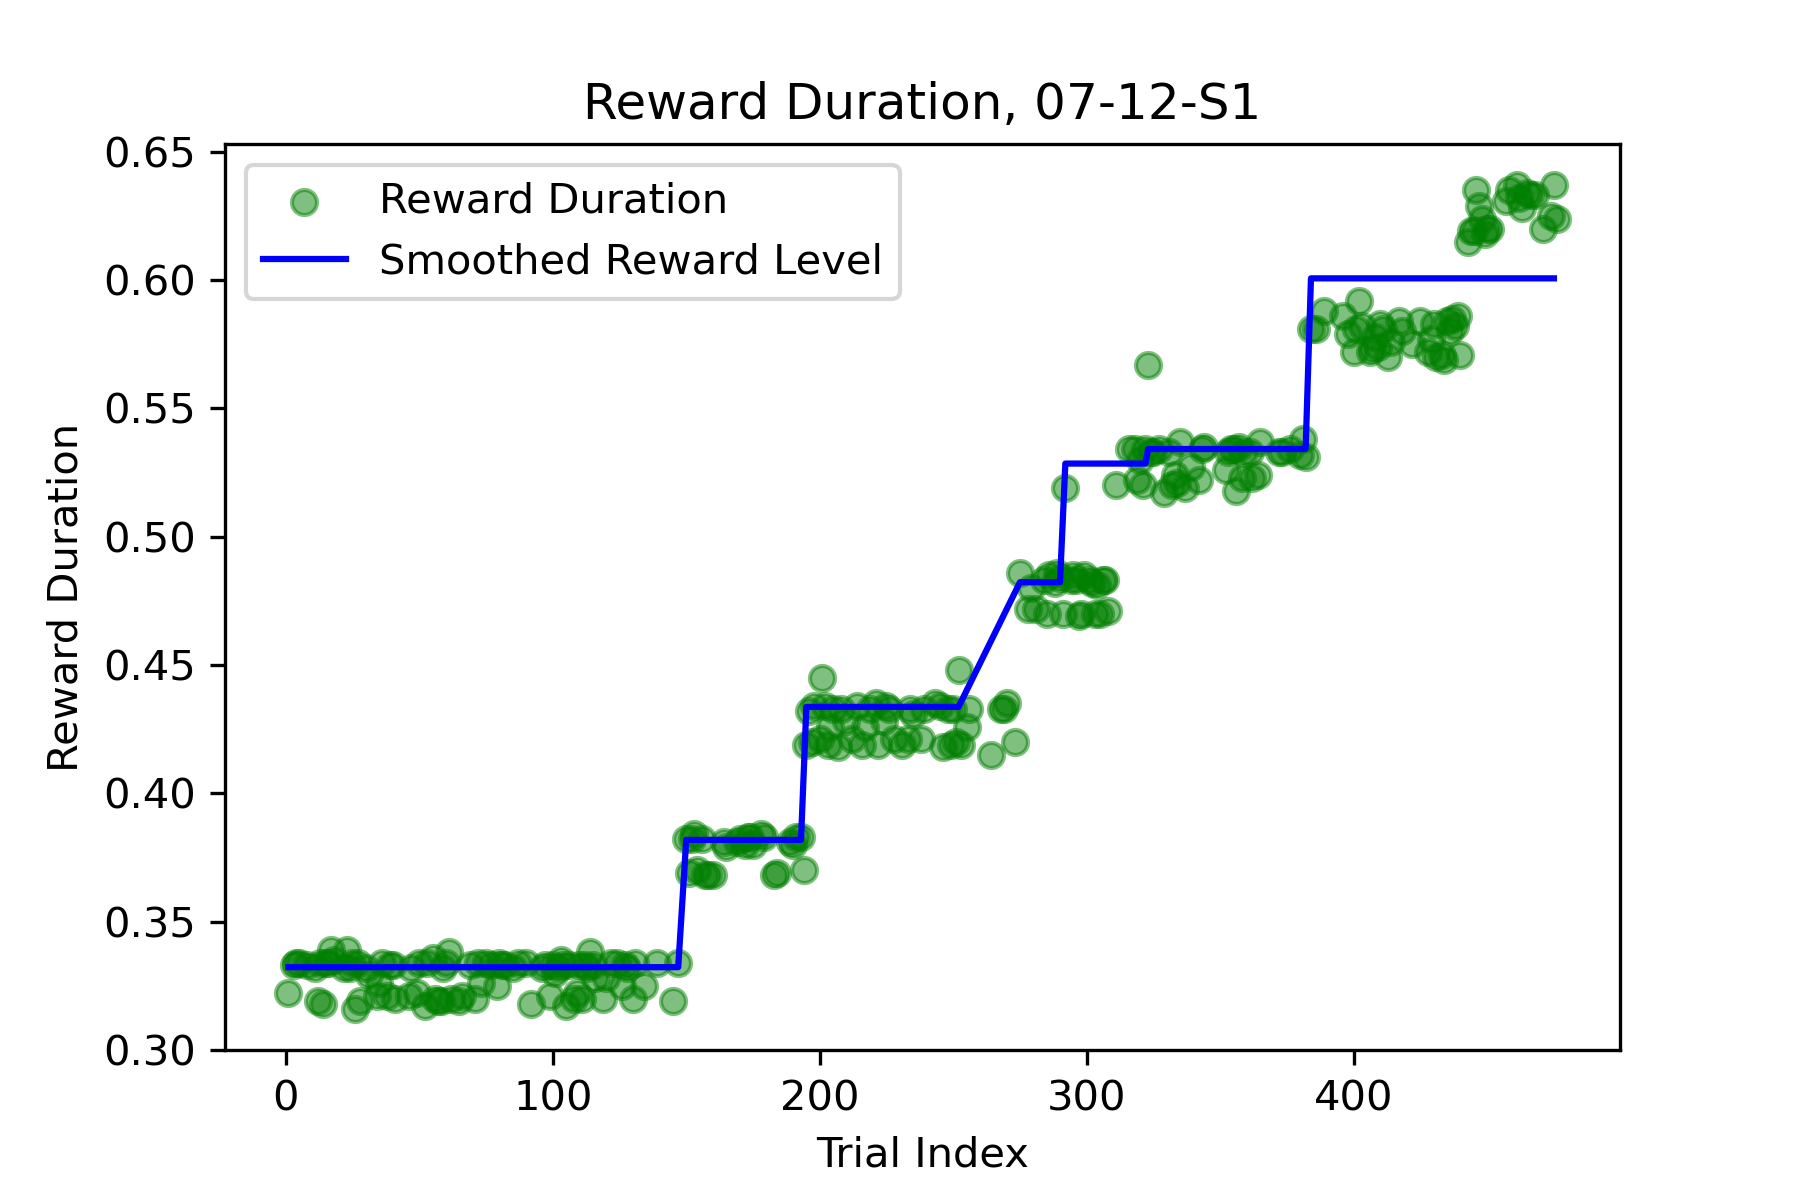 Reward Duration, 07-12-S1
Reward Duration
Smoothed Reward Level
0.65
0.60
0.55
0.50
0.45
0.40
0.35
0.30
Reward Duration
0
100
200
300
400
Trial Index